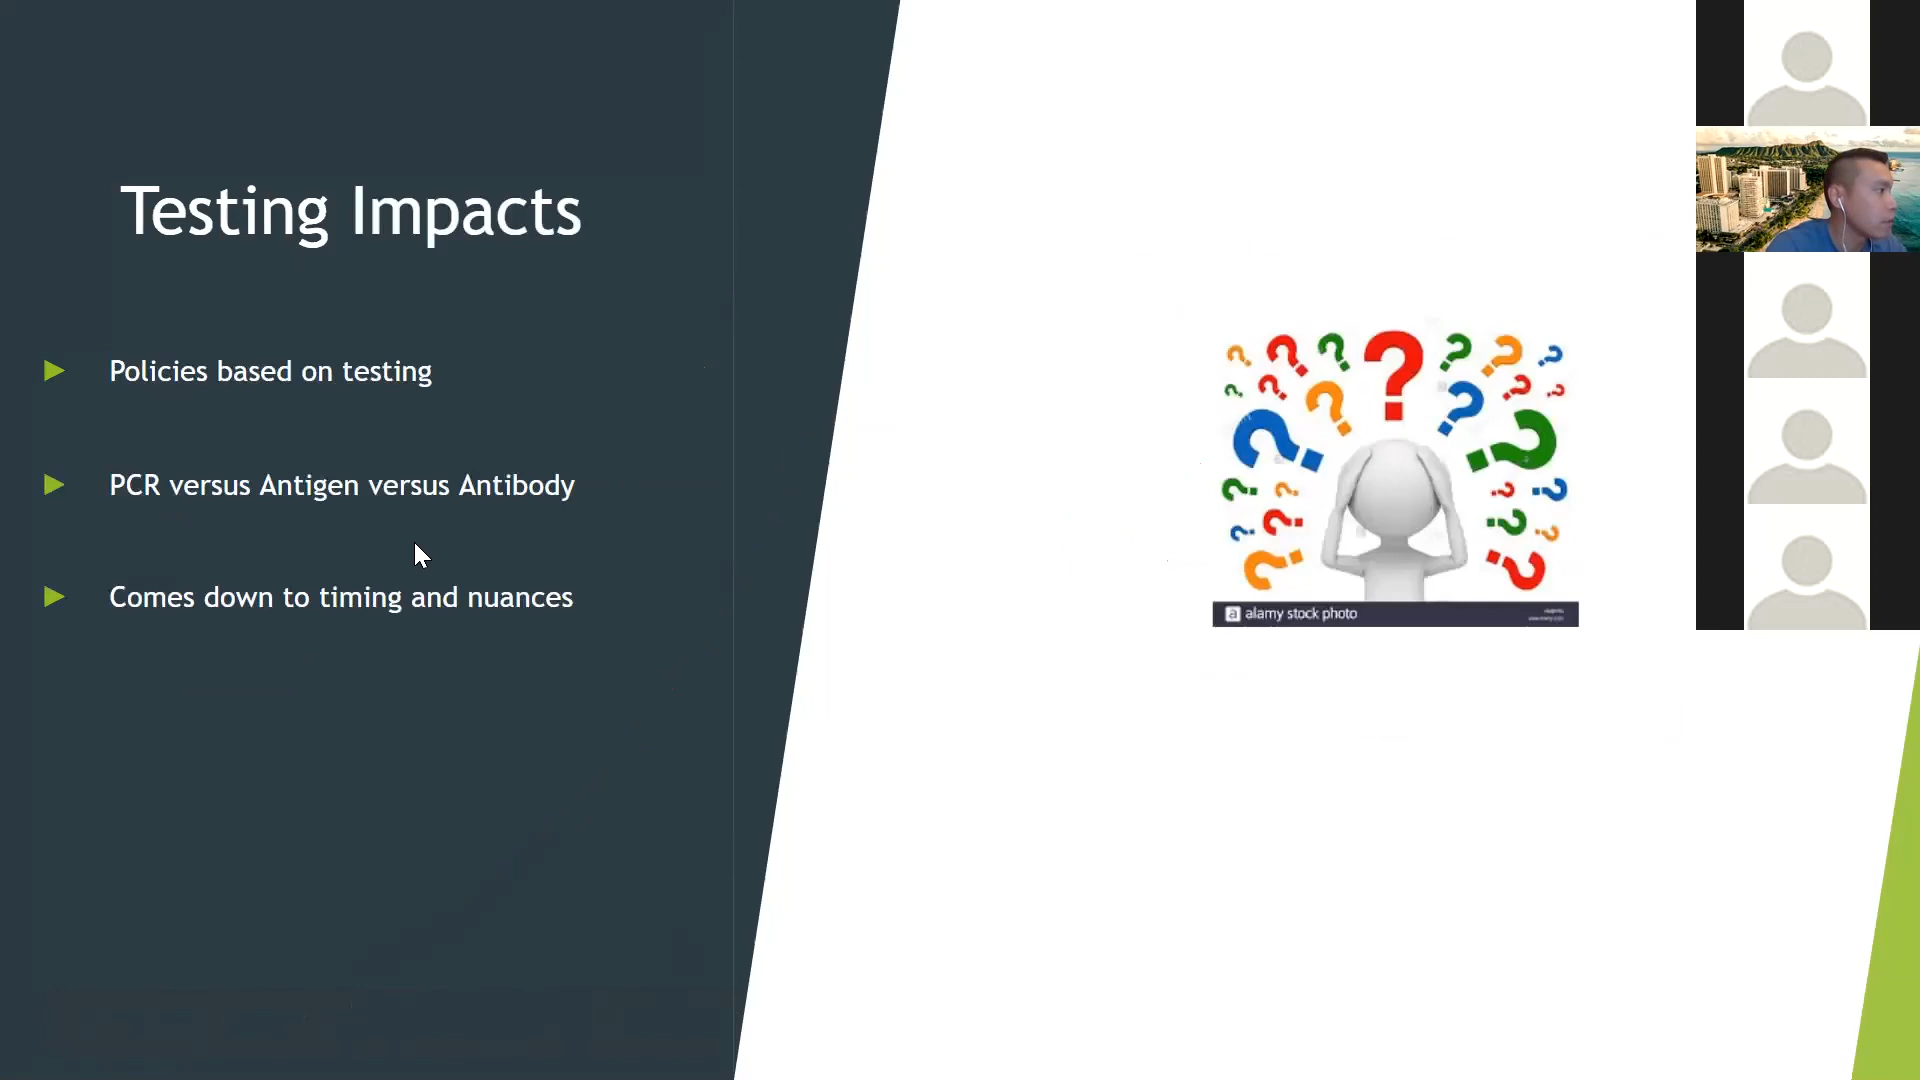 Testing Impacts
Policies based on testing
PCR versus Antigen versus Antibody
Comes down to timing and nuances
a alamy stock photo